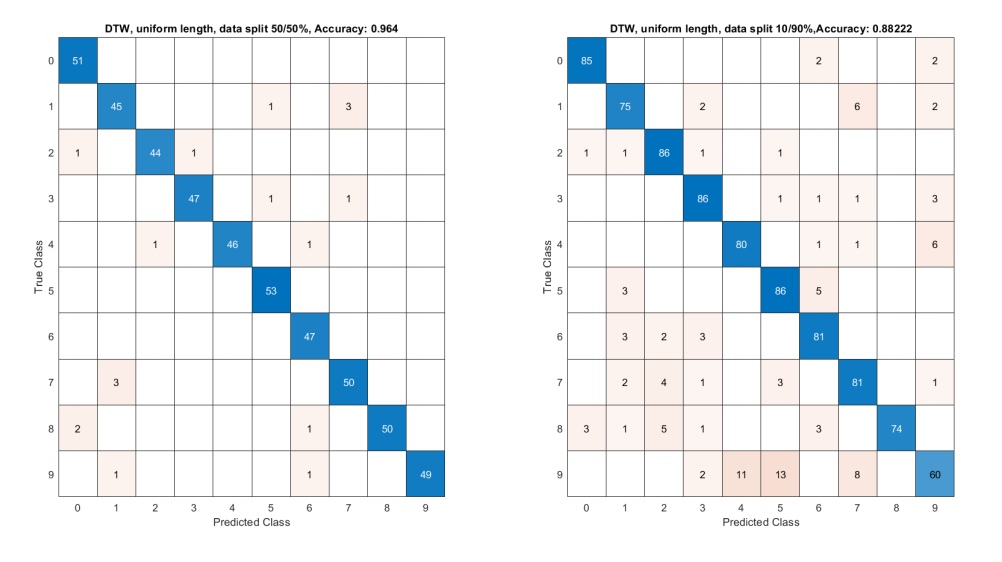 DTW, uniform length, data split 50/50%, Accuracy: 0.964
0 51
1 45 1 3
2 1 44 1
3 47 1 1
4 1 46 1
5 53
6 47
7 3 50
8 2 1 50
9 1 1 49
0 1 2 3 4 5 6 7 8 9
Predicted Class
True Class
DTW, uniform length, data split 10/90%,Accuracy: 0.88222
0 85 2 2
1 75 2 6 2
2 1 1 86 1 1
3 86 1 1 1 3
4 80 1 1 6
5 3 86 5
6 3 2 3 81
7 2 4 1 3 81 1
8 3 1 5 1 3 74
9 2 11 13 8 60
0 1 2 3 4 5 6 7 8 9
Predicted Class
True Class